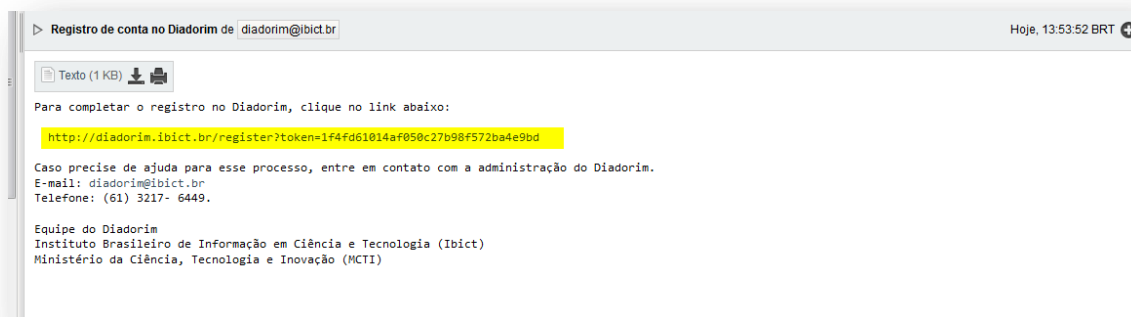 Registro de conta no Diadorim de diadorim@ibict.br Hoje, 13:53:52 BRT
Texto (1 KB)
Para completar o registro no Diadorim, clique no link abaixo:
http://diadorim.ibict.br/register?token=1f4fd61014af050c27b98f572ba4e9bd
Caso precise de ajuda para esse processo, entre em contato com a administração do Diadorim.
E-mail: diadorim@ibict.br
Telefone: (61) 3217- 6449.
Equipe do Diadorim
Instituto Brasileiro de Informação em Ciência e Tecnologia (Ibict)
Ministério da Ciência, Tecnologia e Inovação (MCTI)